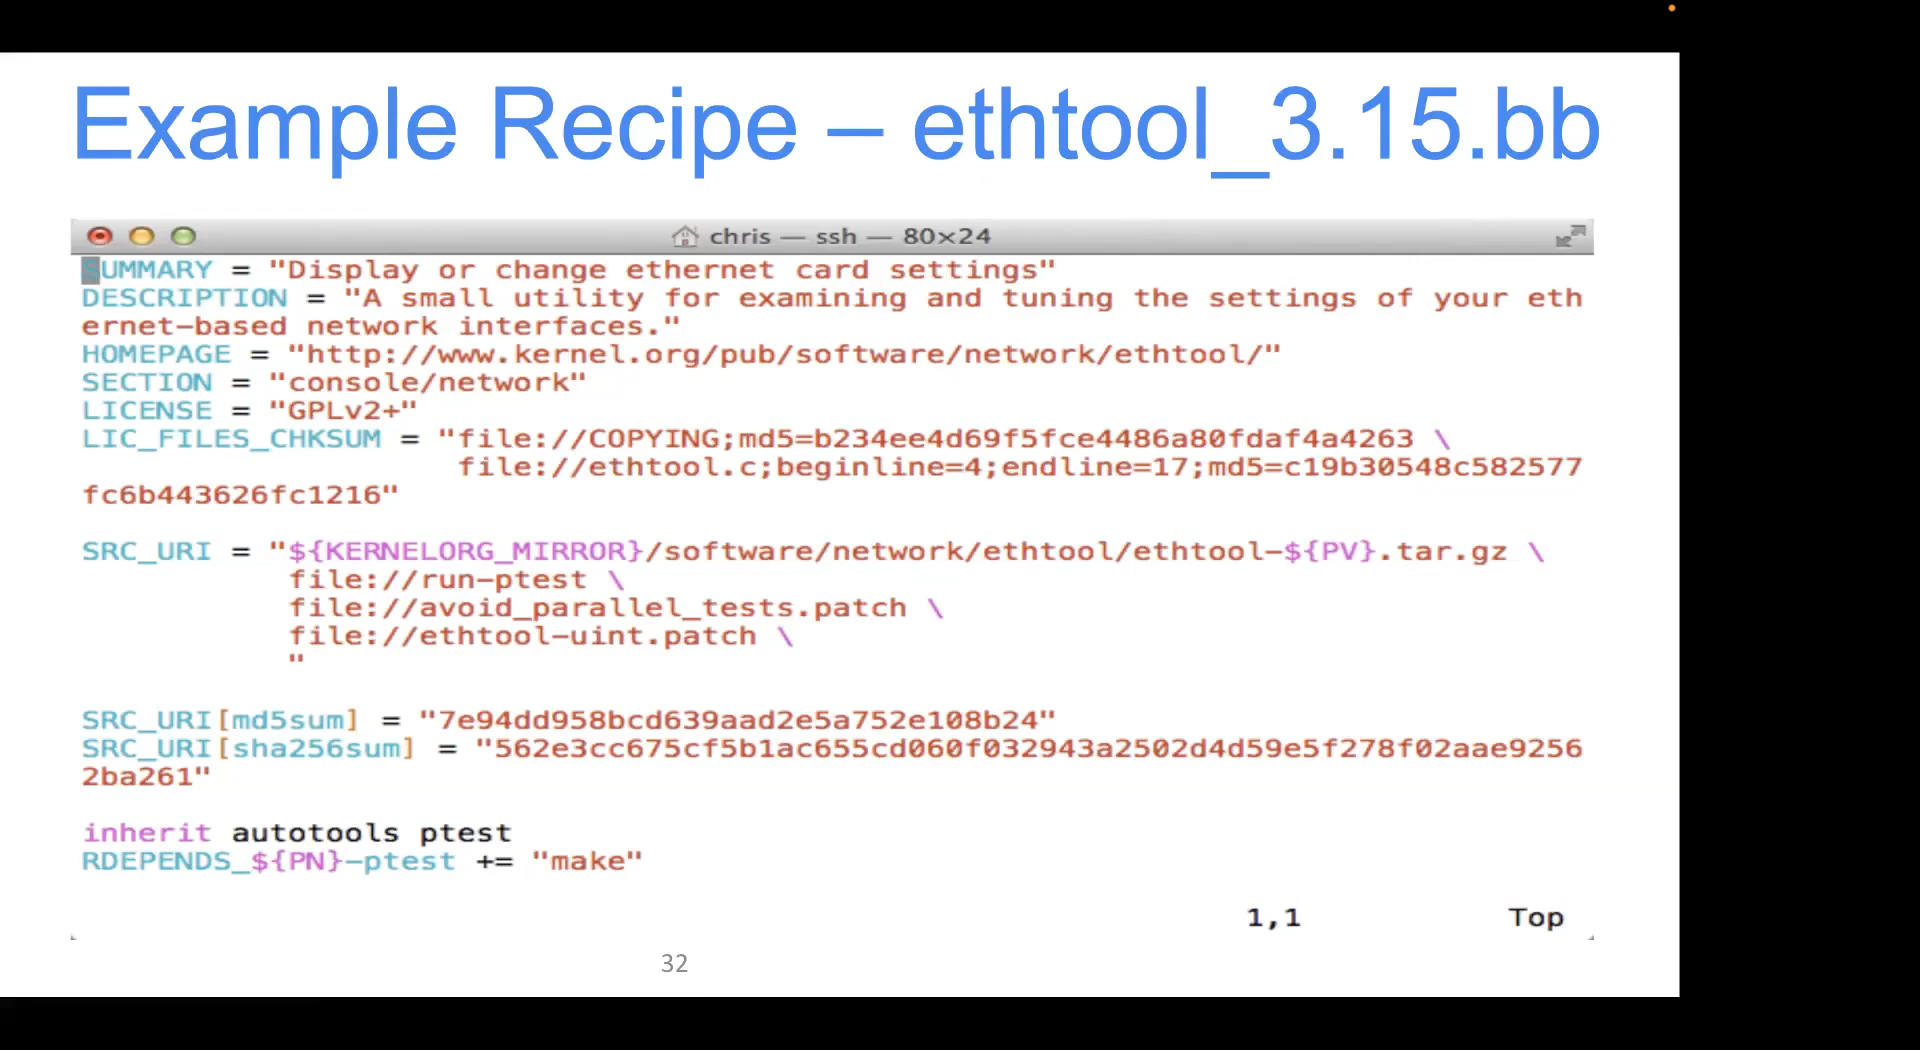 Example Recipe – ethtool_3.15.bb
chris — ssh — 80×24
SUMMARY = "Display or change ethernet card settings"
DESCRIPTION = "A small utility for examining and tuning the settings of your eth
ernet-based network interfaces."
HOMEPAGE = "http://www.kernel.org/pub/software/network/ethtool/"
SECTION = "console/network"
LICENSE = "GPLv2+"
LIC_FILES_CHKSUM = "file://COPYING;md5=b234ee4d69f5fce4486a80fdaf4a4263 \
file://ethtool.c;beginline=4;endline=17;md5=c19b30548c582577
fc6b443626fc1216"
SRC_URI = "${KERNELORG_MIRROR}/software/network/ethtool/ethtool-${PV}.tar.gz \
file://run-ptest \
file://avoid_parallel_tests.patch \
file://ethtool-uint.patch \
"
SRC_URI[md5sum] = "7e94dd958bcd639aad2e5a752e108b24"
SRC_URI[sha256sum] = "562e3cc675cf5b1ac655cd060f032943a2502d4d59e5f278f02aae9256
2ba261"
inherit autotools ptest
RDEPENDS_${PN}-ptest += "make"
1,1 Top
32